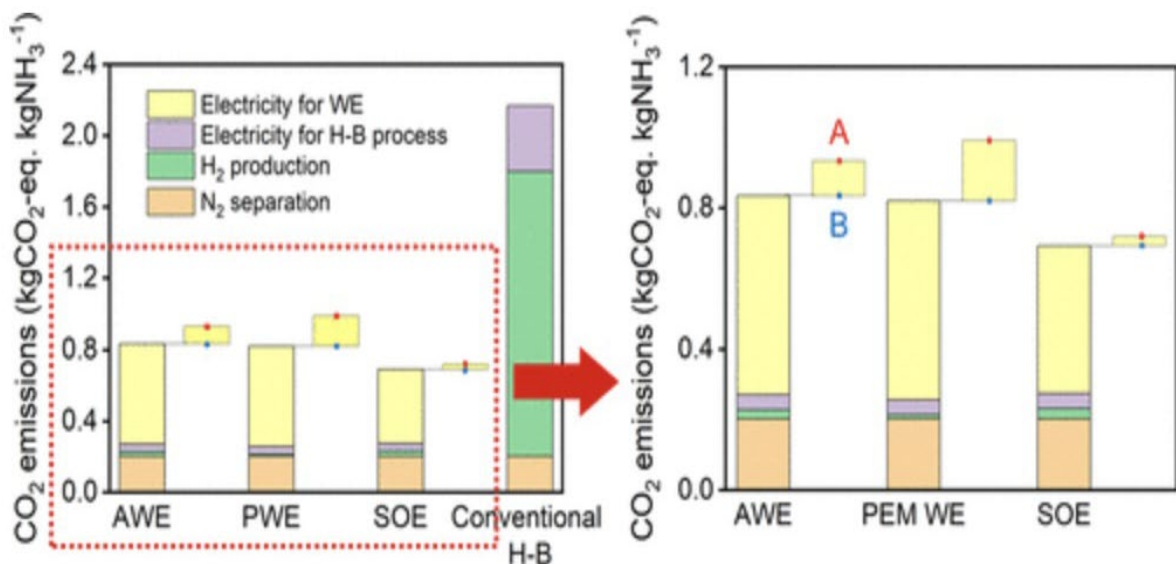 CO₂ emissions (kgCO₂-eq. kgNH₃⁻¹)
2.4
2.0
1.6
1.2
0.8
0.4
0.0
Electricity for WE
Electricity for H-B process
H₂ production
N₂ separation
AWE PWE SOE Conventional
H-B
CO₂ emissions (kgCO₂-eq. kgNH₃⁻¹)
1.2
0.8
0.4
0.0
A
B
AWE PEM WE SOE